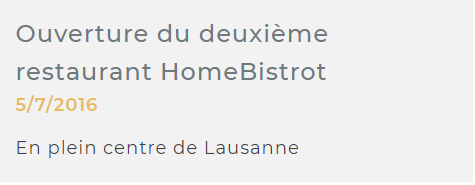 Ouverture du deuxième
restaurant HomeBistrot
5/7/2016
En plein centre de Lausanne